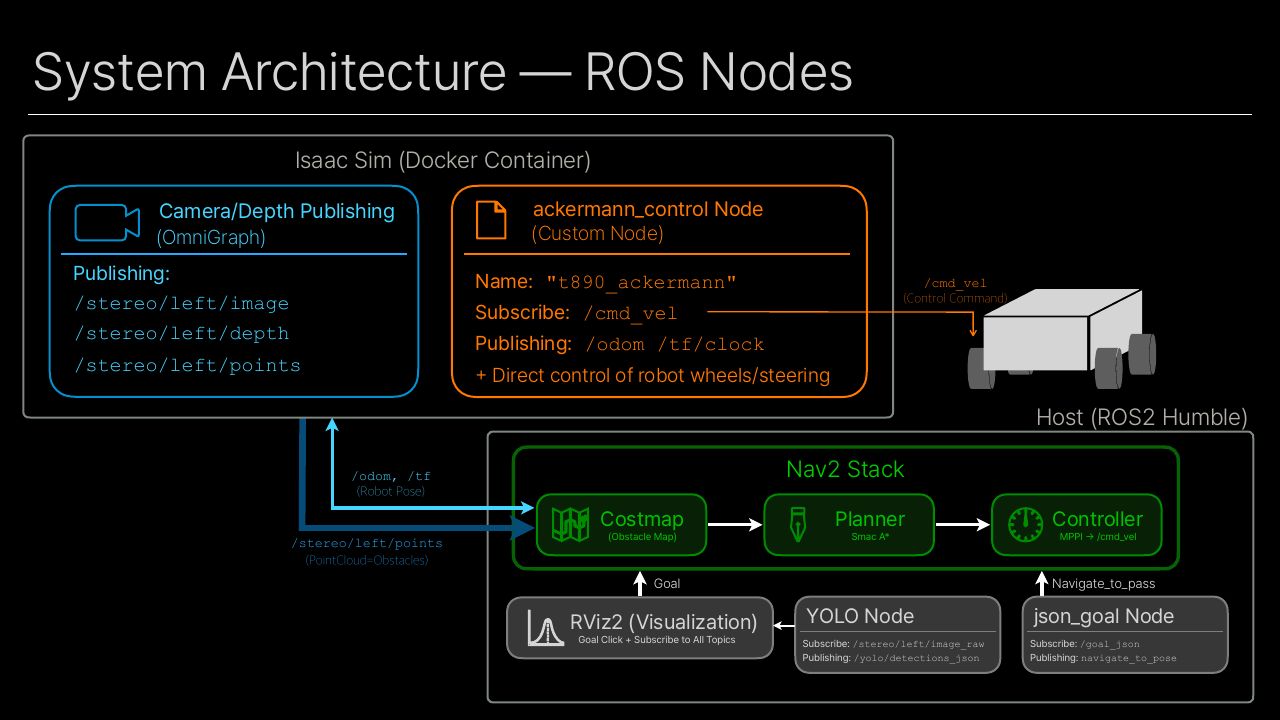 System Architecture — ROS Nodes
Isaac Sim (Docker Container)
Camera/Depth Publishing
(OmniGraph)
Publishing:
/stereo/left/image
/stereo/left/depth
/stereo/left/points
ackermann_control Node
(Custom Node)
Name: "t890_ackermann"
Subscribe: /cmd_vel
Publishing: /odom /tf/clock
+ Direct control of robot wheels/steering
/cmd_vel
(Control Command)
Host (ROS2 Humble)
/odom, /tf
(Robot Pose)
/stereo/left/points
(PointCloud=Obstacles)
Nav2 Stack
Costmap
(Obstacle Map)
Planner
Smac A*
Controller
MPPI → /cmd_vel
Goal
Navigate_to_pass
RViz2 (Visualization)
Goal Click + Subscribe to All Topics
YOLO Node
Subscribe: /stereo/left/image_raw
Publishing: /yolo/detections_json
json_goal Node
Subscribe: /goal_json
Publishing: navigate_to_pose